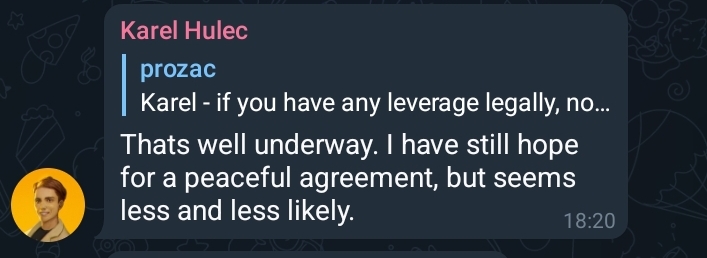 Karel Hulec
prozac
Karel - if you have any leverage legally, no...
Thats well underway. I have still hope
for a peaceful agreement, but seems
less and less likely.
18:20